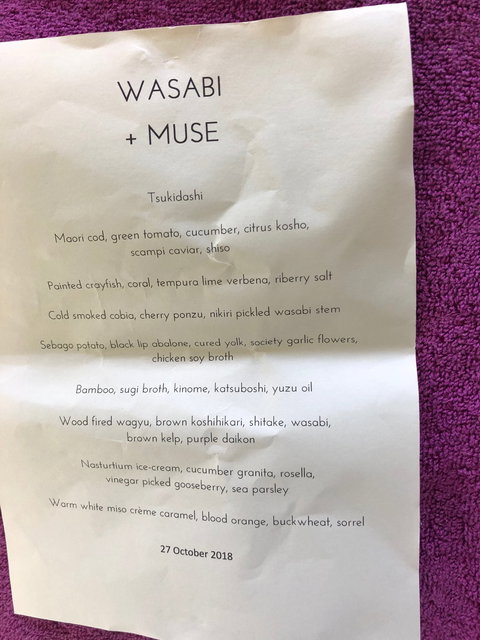 WASABI
+ MUSE
Tsukidashi
Maori cod, green tomato, cucumber, citrus kosho,
scampi caviar, shiso
Painted crayfish, coral, tempura lime verbena, riberry salt
Cold smoked cobia, cherry ponzu, nikiri pickled wasabi stem
Sebago potato, black lip abalone, cured yolk, society garlic flowers,
chicken soy broth
Bamboo, sugi broth, kinome, katsuboshi, yuzu oil
Wood fired wagyu, brown koshihikari, shitake, wasabi,
brown kelp, purple daikon
Nasturtium ice-cream, cucumber granita, rosella,
vinegar picked gooseberry, sea parsley
Warm white miso crème caramel, blood orange, buckwheat, sorrel
27 October 2018